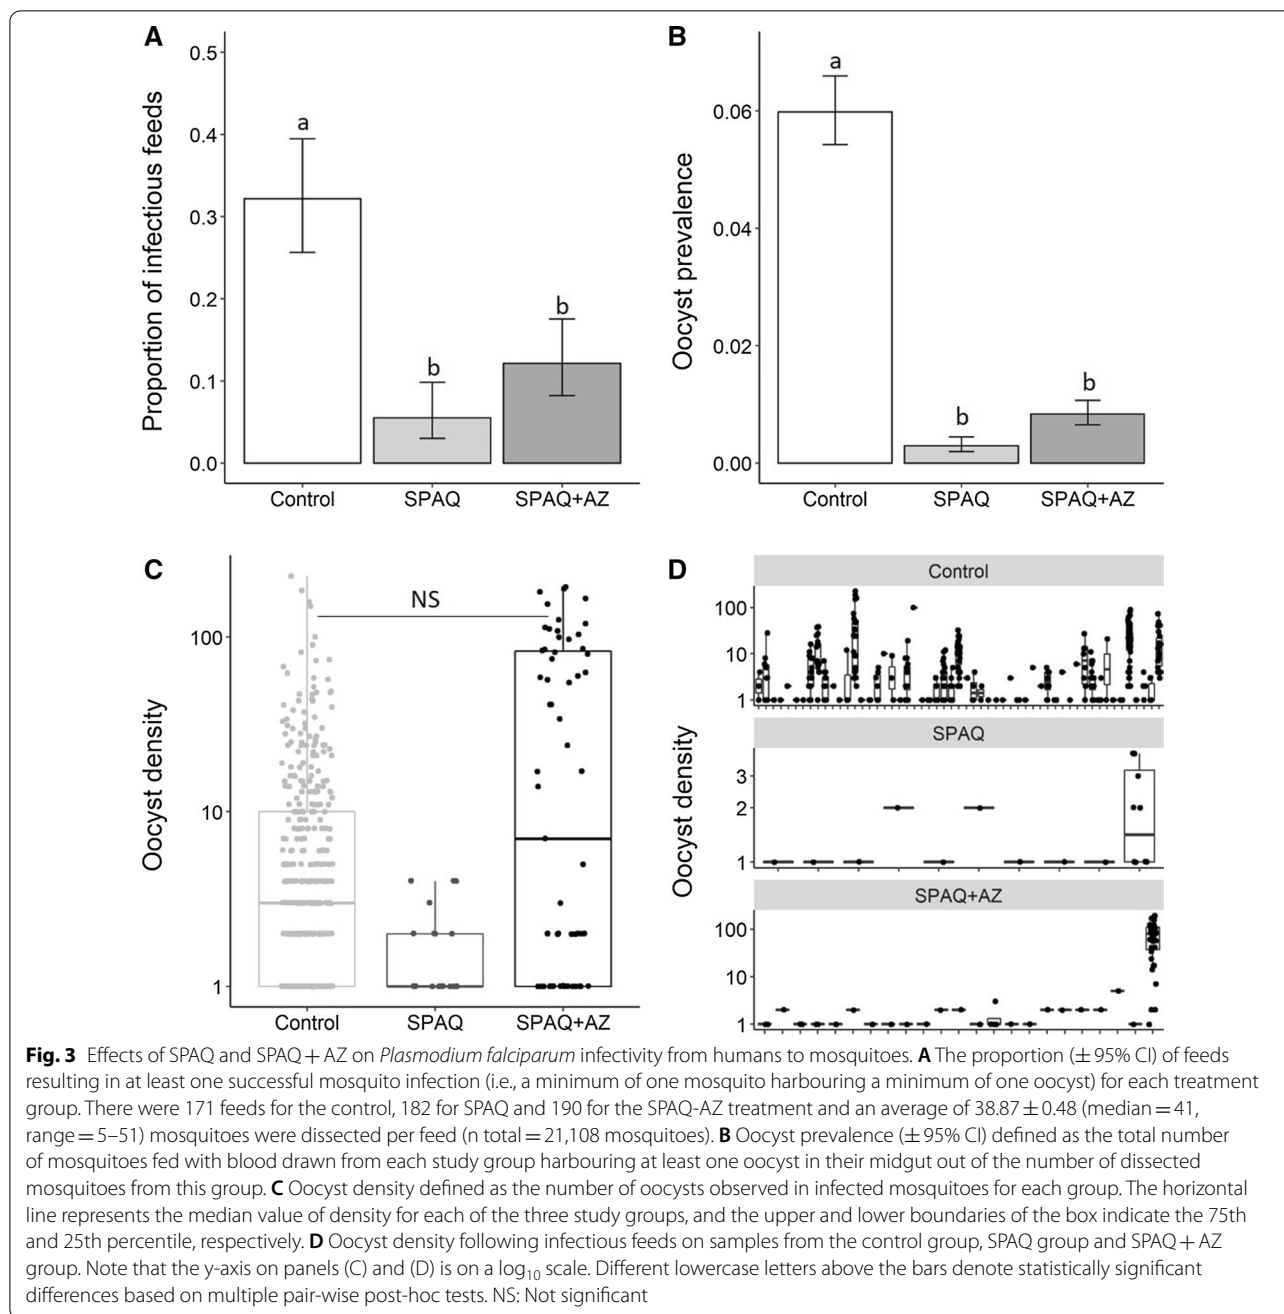 A
Proportion of infectious feeds
0.5
0.4
0.3
0.2
0.1
0.0
a
b
b
Control SPAQ SPAQ+AZ
B
Oocyst prevalence
0.06
0.04
0.02
0.00
a
b
b
Control SPAQ SPAQ+AZ
C
Oocyst density
100
10
1
NS
Control SPAQ SPAQ+AZ
D
Oocyst density
Control
100
10
1
SPAQ
3
2
1
SPAQ+AZ
100
10
1
Fig. 3 Effects of SPAQ and SPAQ + AZ on Plasmodium falciparum infectivity from humans to mosquitoes. A The proportion (± 95% CI) of feeds
resulting in at least one successful mosquito infection (i.e., a minimum of one mosquito harbouring a minimum of one oocyst) for each treatment
group. There were 171 feeds for the control, 182 for SPAQ and 190 for the SPAQ-AZ treatment and an average of 38.87 ± 0.48 (median = 41,
range = 5–51) mosquitoes were dissected per feed (n total = 21,108 mosquitoes). B Oocyst prevalence (± 95% CI) defined as the total number
of mosquitoes fed with blood drawn from each study group harbouring at least one oocyst in their midgut out of the number of dissected
mosquitoes from this group. C Oocyst density defined as the number of oocysts observed in infected mosquitoes for each group. The horizontal
line represents the median value of density for each of the three study groups, and the upper and lower boundaries of the box indicate the 75th
and 25th percentile, respectively. D Oocyst density following infectious feeds on samples from the control group, SPAQ group and SPAQ + AZ
group. Note that the y-axis on panels (C) and (D) is on a log10 scale. Different lowercase letters above the bars denote statistically significant
differences based on multiple pair-wise post-hoc tests. NS: Not significant